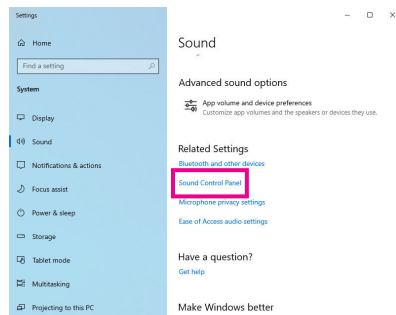 Settings
Home
Find a setting
System
Display
Sound
Notifications & actions
Focus assist
Power & sleep
Storage
Tablet mode
Multitasking
Projecting to this PC
Sound
Advanced sound options
App volume and device preferences
Customize app volumes and the speakers or devices they use.
Related Settings
Bluetooth and other devices
Sound Control Panel
Microphone privacy settings
Ease of Access audio settings
Have a question?
Get help
Make Windows better